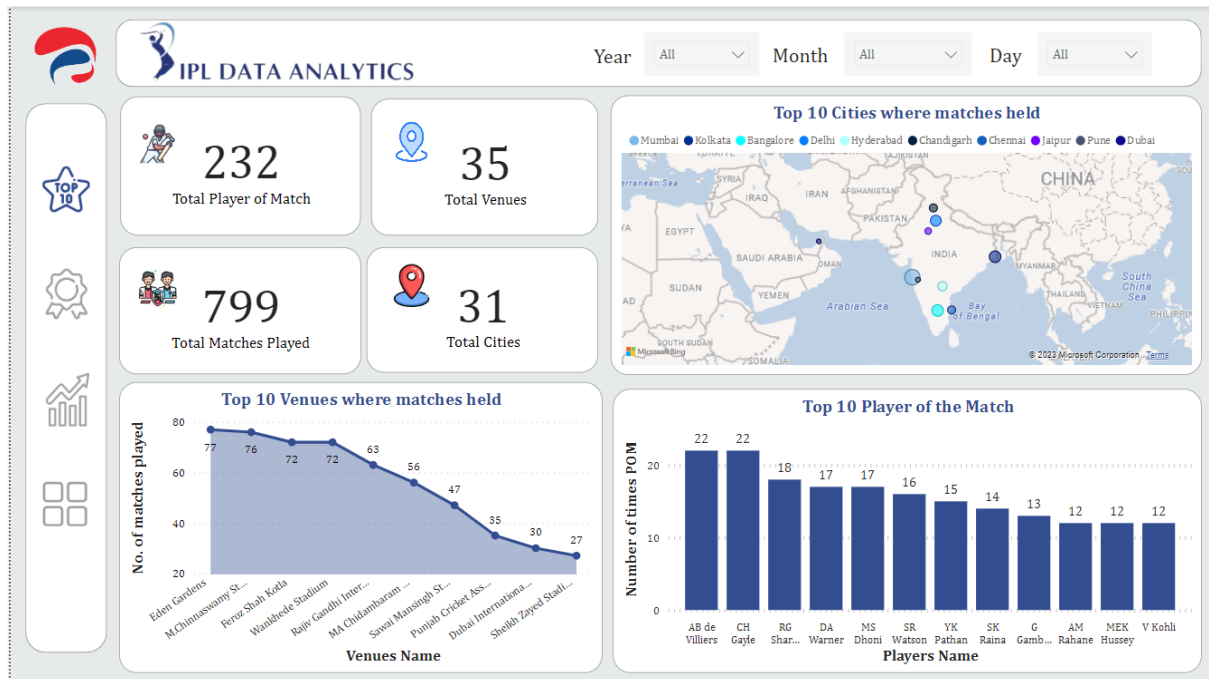 IPL DATA ANALYTICS
Year All Month All Day All
TOP
10
232
Total Player of Match
35
Total Venues
799
Total Matches Played
31
Total Cities
Top 10 Cities where matches held
Mumbai Kolkata Bangalore Delhi Hyderabad Chandigarh Chennai Jaipur Pune Dubai
SYRIA
IRAQ
IRAN
AFGHANISTAN
CHINA
PAKISTAN
EGYPT
SAUDI ARABIA
OMAN
INDIA
MYANMAR
SUDAN
YEMEN
Arabian Sea
Bay
of Bengal
THAILAND
VIETNAM
South
China
Sea
PHILIPPIN
SOUTH SUDAN
SOMALIA
Microsoft Bing
© 2023 Microsoft Corporation Terms
Top 10 Venues where matches held
No. of matches played
80
60
40
20
77
76
72
72
63
56
47
35
30
27
Eden Gardens
M.Chinnaswamy St...
Feroz Shah Kotla
Wankhede Stadium
Rajiv Gandhi Inter...
MA Chidambaram ...
Sawai Mansingh St...
Punjab Cricket Ass...
Dubai Internationa...
Sheikh Zayed Stadi...
Venues Name
Top 10 Player of the Match
Number of times POM
20
10
0
22 22 18 17 17 16 15 14 13 12 12 12
AB de CH RG DA MS SR YK SK G AM MEK V Kohli
Villiers Gayle Shar... Warner Dhoni Watson Pathan Raina Gamb... Rahane Hussey
Players Name